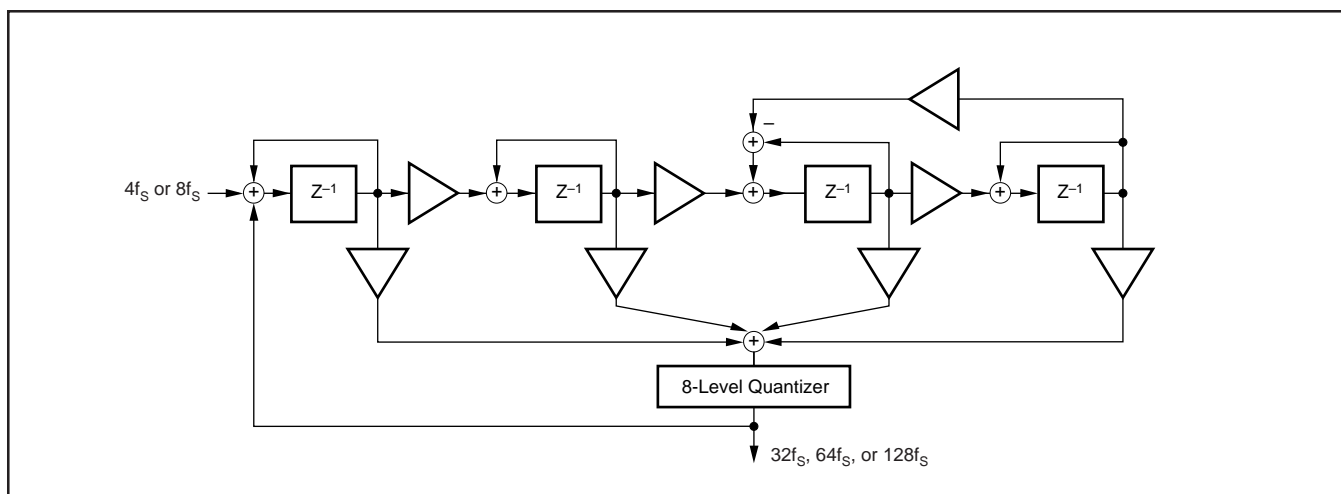 –
+
4f_S or 8f_S + Z⁻¹ + Z⁻¹ + Z⁻¹ + Z⁻¹
+
8-Level Quantizer
32f_S, 64f_S, or 128f_S